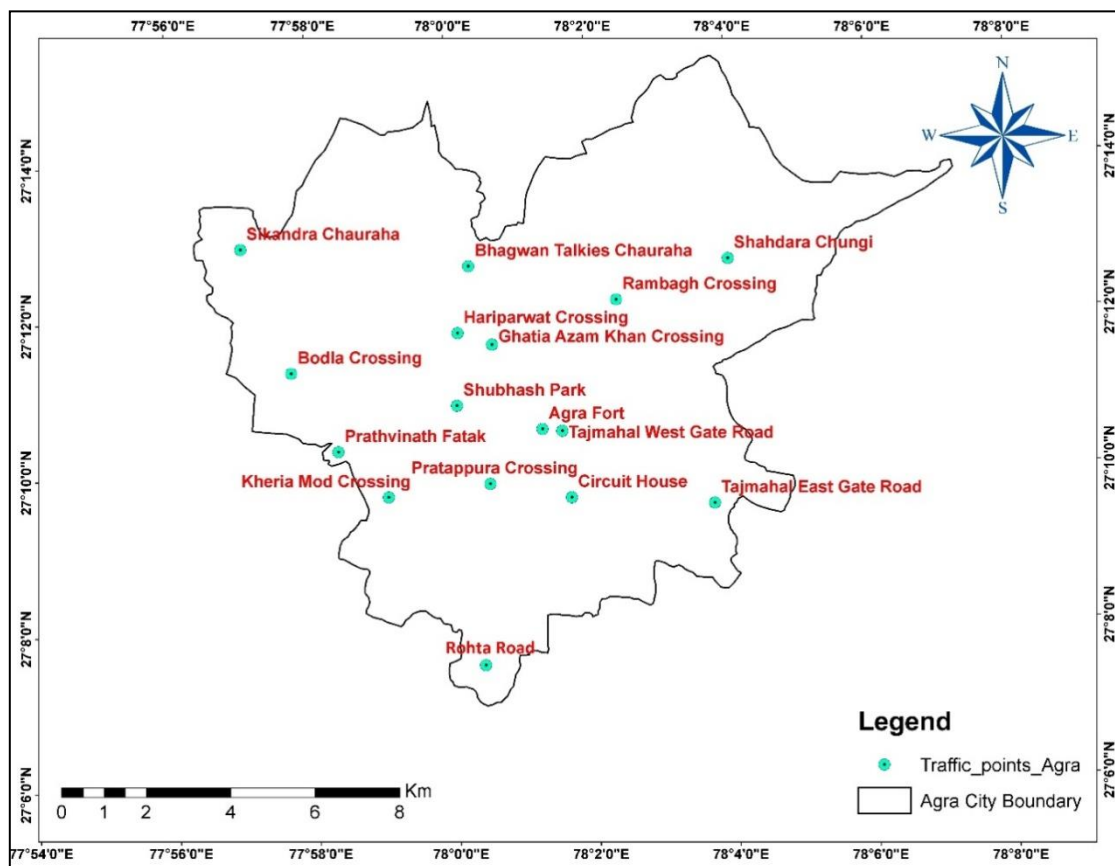 77°56'0"E
77°58'0"E
78°0'0"E
78°2'0"E
78°4'0"E
78°6'0"E
78°8'0"E
N
W
E
S
27°14'0"N
27°12'0"N
27°10'0"N
27°8'0"N
27°6'0"N
27°14'0"N
27°12'0"N
27°10'0"N
27°8'0"N
27°6'0"N
Sikandra Chauraha
Bhagwan Talkies Chauraha
Shahdara Chungi
Rambagh Crossing
Hariparwat Crossing
Ghatia Azam Khan Crossing
Bodla Crossing
Shubhash Park
Agra Fort
Tajmahal West Gate Road
Prathvinath Fatak
Pratappura Crossing
Kheria Mod Crossing
Circuit House
Tajmahal East Gate Road
Rohta Road
Legend
Traffic_points_Agra
Agra City Boundary
Km
0 1 2 4 6 8
77°54'0"E
77°56'0"E
77°58'0"E
78°0'0"E
78°2'0"E
78°4'0"E
78°6'0"E
78°8'0"E